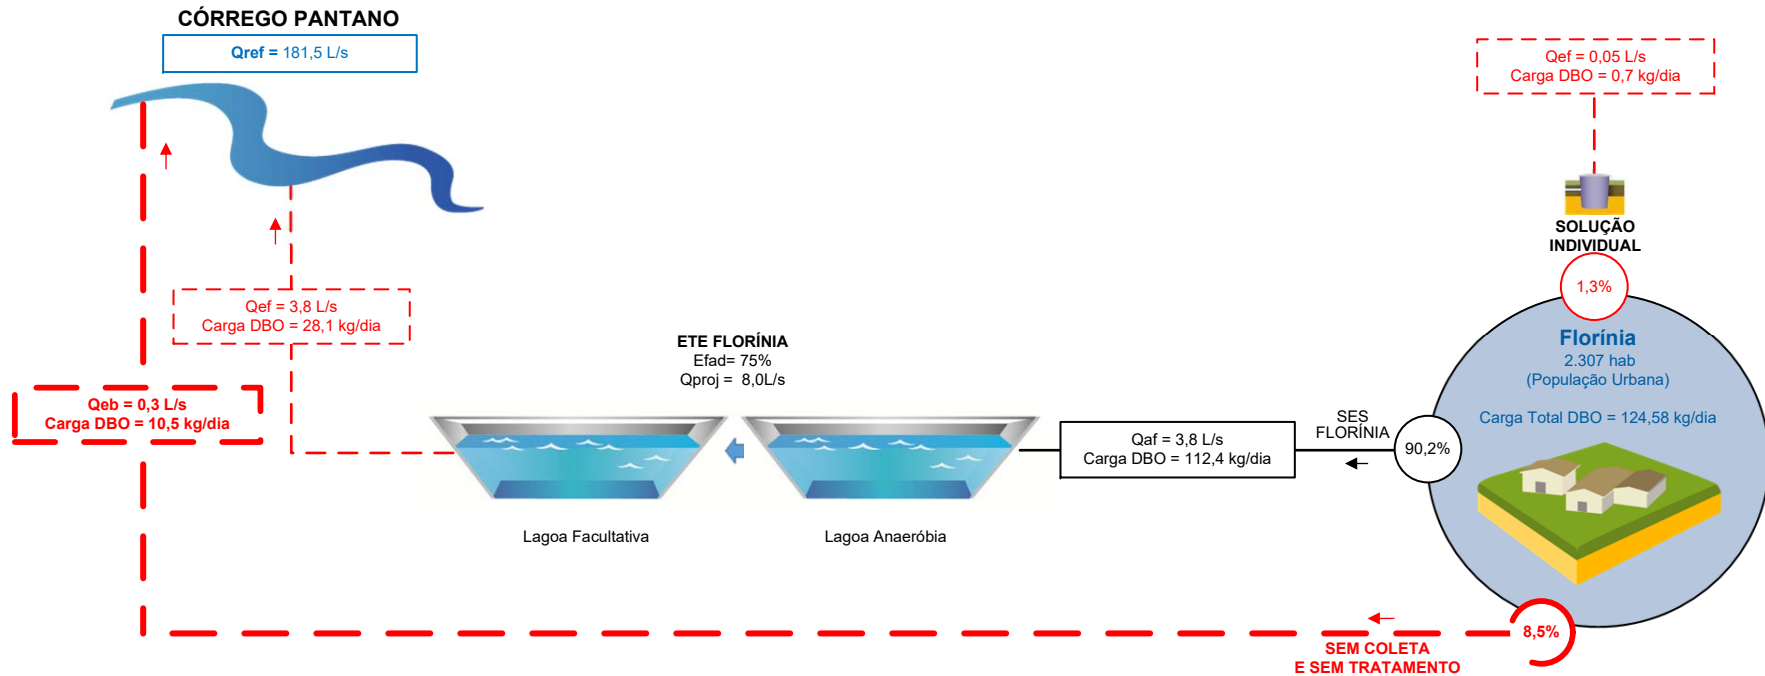 CÓRREGO PANTANO
Qref = 181,5 L/s
Qef = 0,05 L/s
Carga DBO = 0,7 kg/dia
SOLUÇÃO
INDIVIDUAL
1,3%
Qef = 3,8 L/s
Carga DBO = 28,1 kg/dia
ETE FLORÍNIA
Efad= 75%
Qproj = 8,0L/s
Florínia
2.307 hab
(População Urbana)
Carga Total DBO = 124,58 kg/dia
Qeb = 0,3 L/s
Carga DBO = 10,5 kg/dia
SES
FLORÍNIA
90,2%
Qaf = 3,8 L/s
Carga DBO = 112,4 kg/dia
Lagoa Facultativa
Lagoa Anaeróbia
8,5%
SEM COLETA
E SEM TRATAMENTO